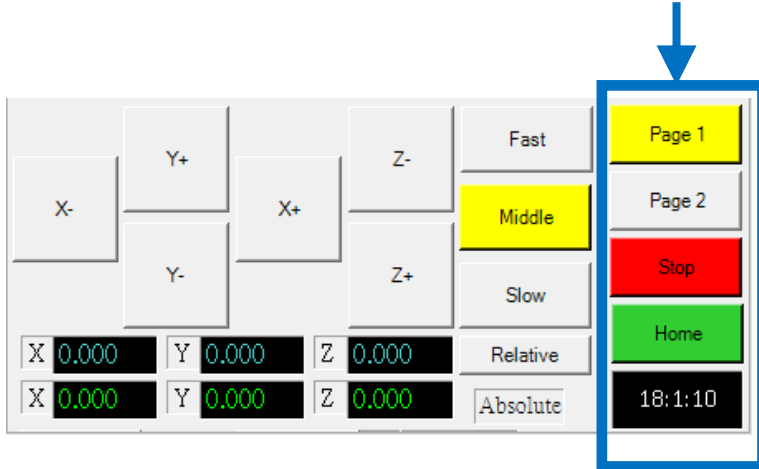 Y+
Z-
Fast
Page 1
X-
X+
Middle
Page 2
Y-
Z+
Slow
Stop
Home
X 0.000 Y 0.000 Z 0.000 Relative
X 0.000 Y 0.000 Z 0.000 Absolute
18:1:10